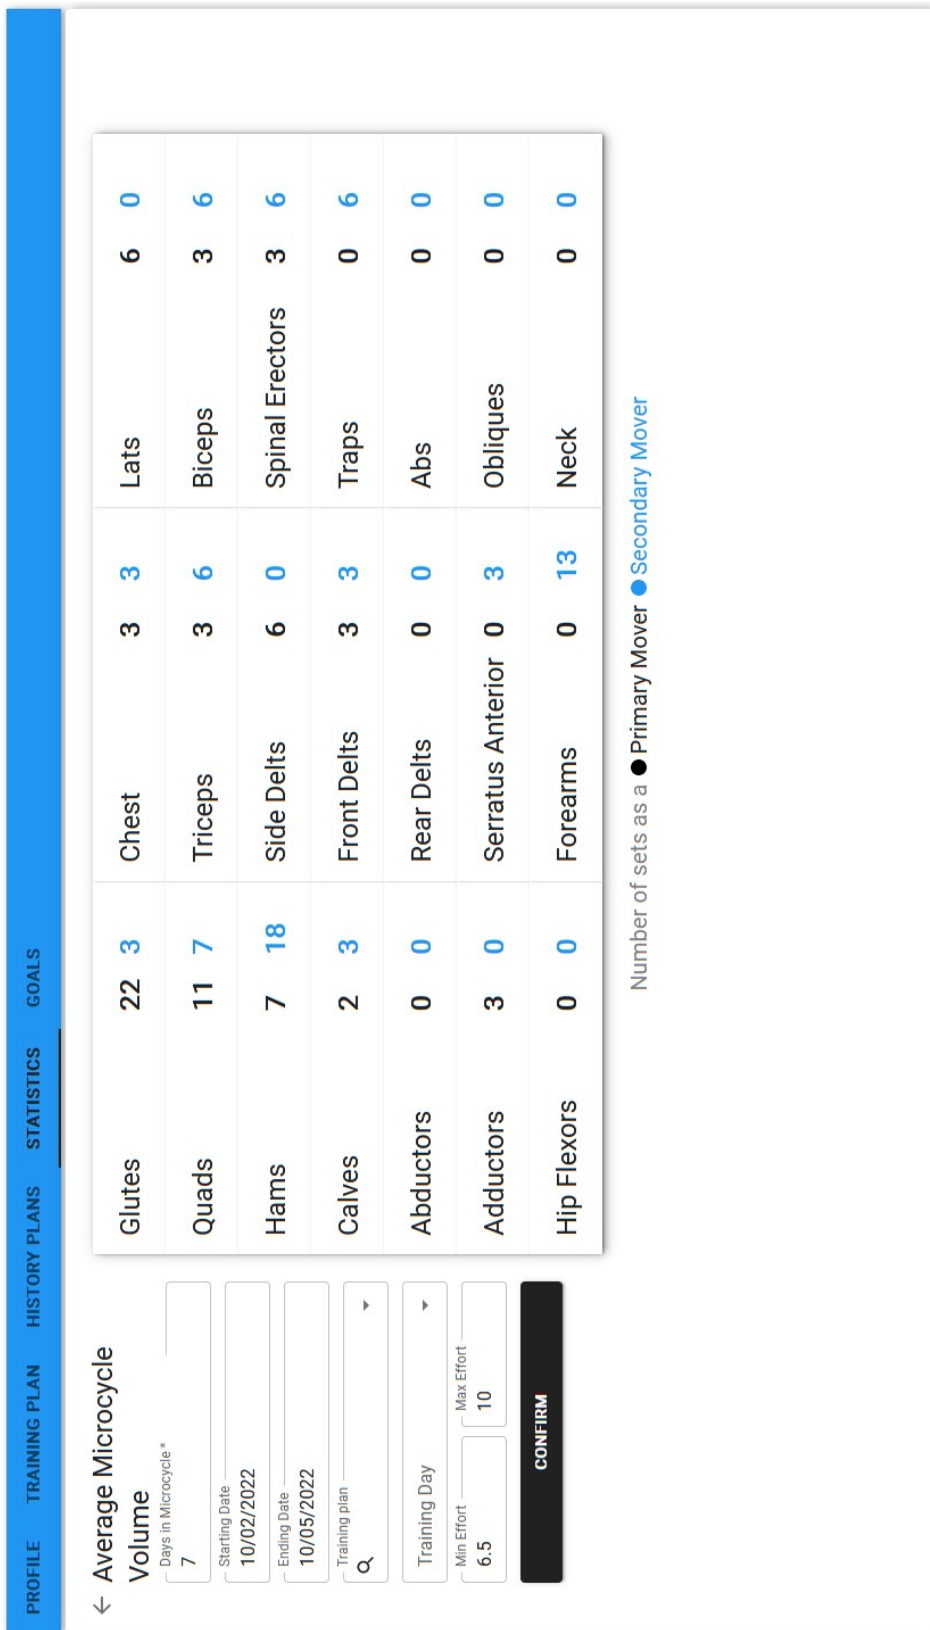 PROFILE TRAINING PLAN HISTORY PLANS STATISTICS GOALS
← Average Microcycle
Volume
Days in Microcycle *
7
Starting Date
10/02/2022
Ending Date
10/05/2022
Training plan
Training Day
Min Effort Max Effort
6.5 10
CONFIRM
Glutes 22 3 Chest 3 3 Lats 6 0
Quads 11 7 Triceps 3 6 Biceps 3 6
Hams 7 18 Side Delts 6 0 Spinal Erectors 3 6
Calves 2 3 Front Delts 3 3 Traps 0 6
Abductors 0 0 Rear Delts 0 0 Abs 0 0
Adductors 3 0 Serratus Anterior 0 3 Obliques 0 0
Hip Flexors 0 0 Forearms 0 13 Neck 0 0
Number of sets as a ● Primary Mover ● Secondary Mover